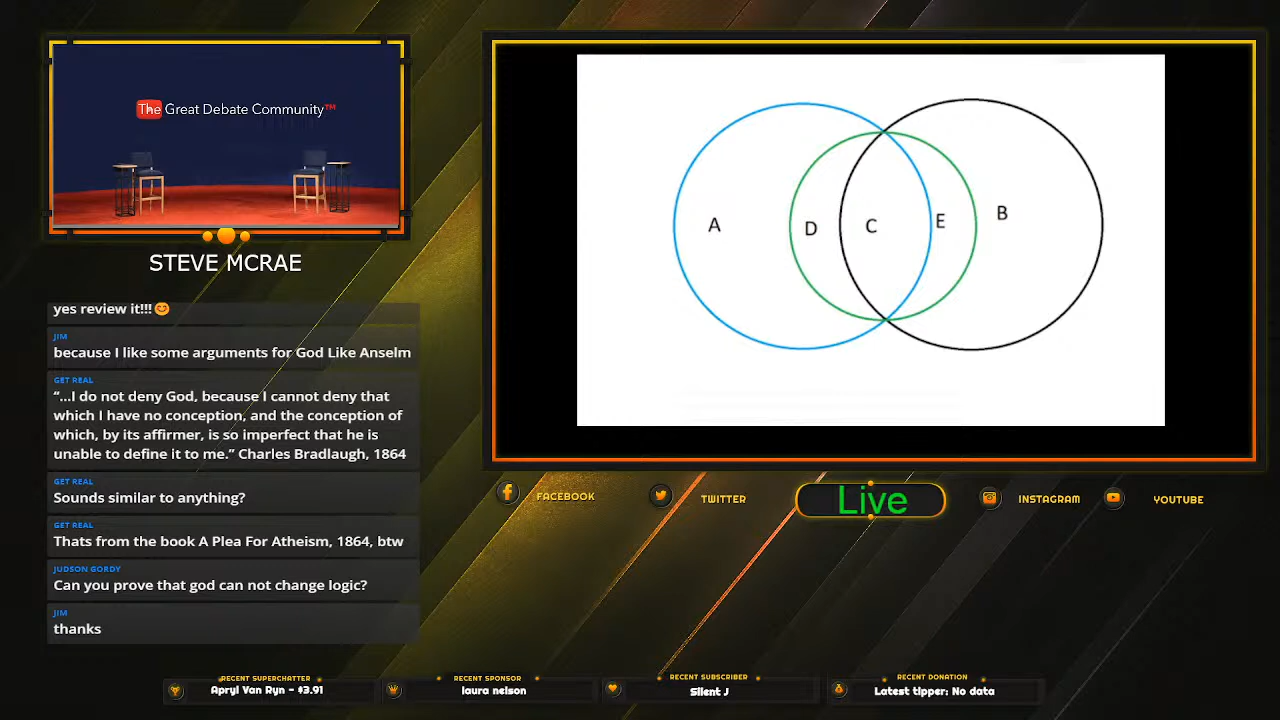 The Great Debate Community™
STEVE MCRAE
yes review it!!!😊
JIM
because I like some arguments for God Like Anselm
GET REAL
“...I do not deny God, because I cannot deny that
which I have no conception, and the conception of
which, by its affirmer, is so imperfect that he is
unable to define it to me.” Charles Bradlaugh, 1864
GET REAL
Sounds similar to anything?
GET REAL
Thats from the book A Plea For Atheism, 1864, btw
JUDSON GORDY
Can you prove that god can not change logic?
JIM
thanks
A D C E B
FACEBOOK
TWITTER
Live
INSTAGRAM
YOUTUBE
RECENT SUPERCHATTER
Apryl Van Ryn - $3.91
RECENT SPONSOR
laura nelson
RECENT SUBSCRIBER
Silent J
RECENT DONATION
Latest tipper: No data